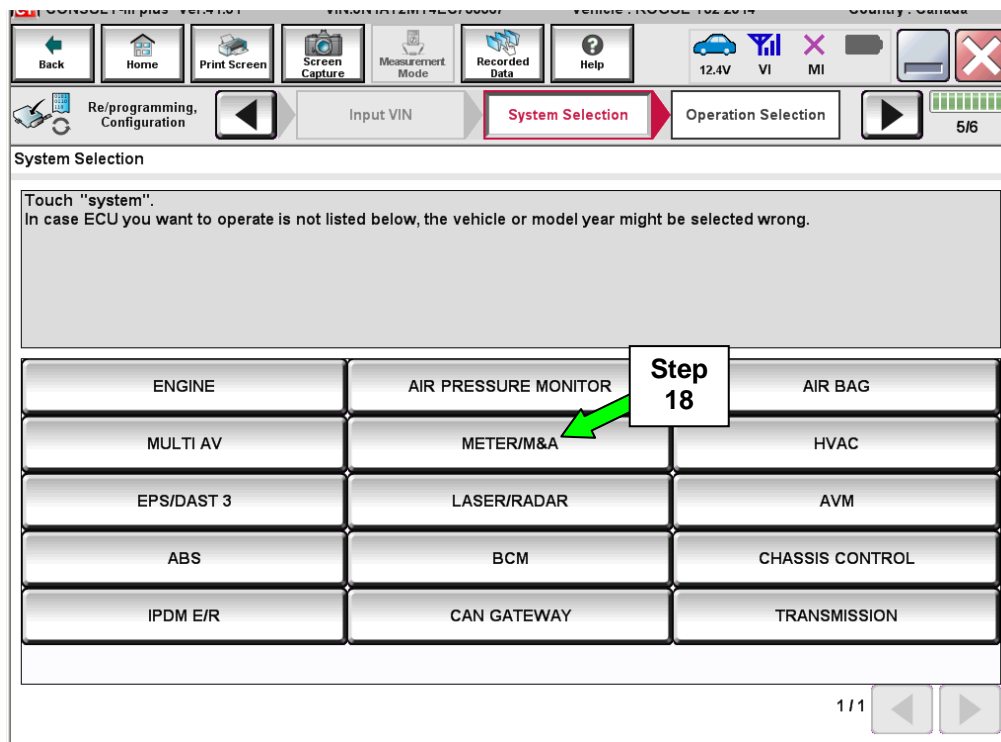 Back
Home
Print Screen
Screen
Capture
Measurement
Mode
Recorded
Data
Help
12.4V
VI
MI
Re/programming,
Configuration
Input VIN
System Selection
Operation Selection
5/6
System Selection
Touch "system".
In case ECU you want to operate is not listed below, the vehicle or model year might be selected wrong.
Step
18
ENGINE
AIR PRESSURE MONITOR
AIR BAG
MULTI AV
METER/M&A
HVAC
EPS/DAST 3
LASER/RADAR
AVM
ABS
BCM
CHASSIS CONTROL
IPDM E/R
CAN GATEWAY
TRANSMISSION
1/1